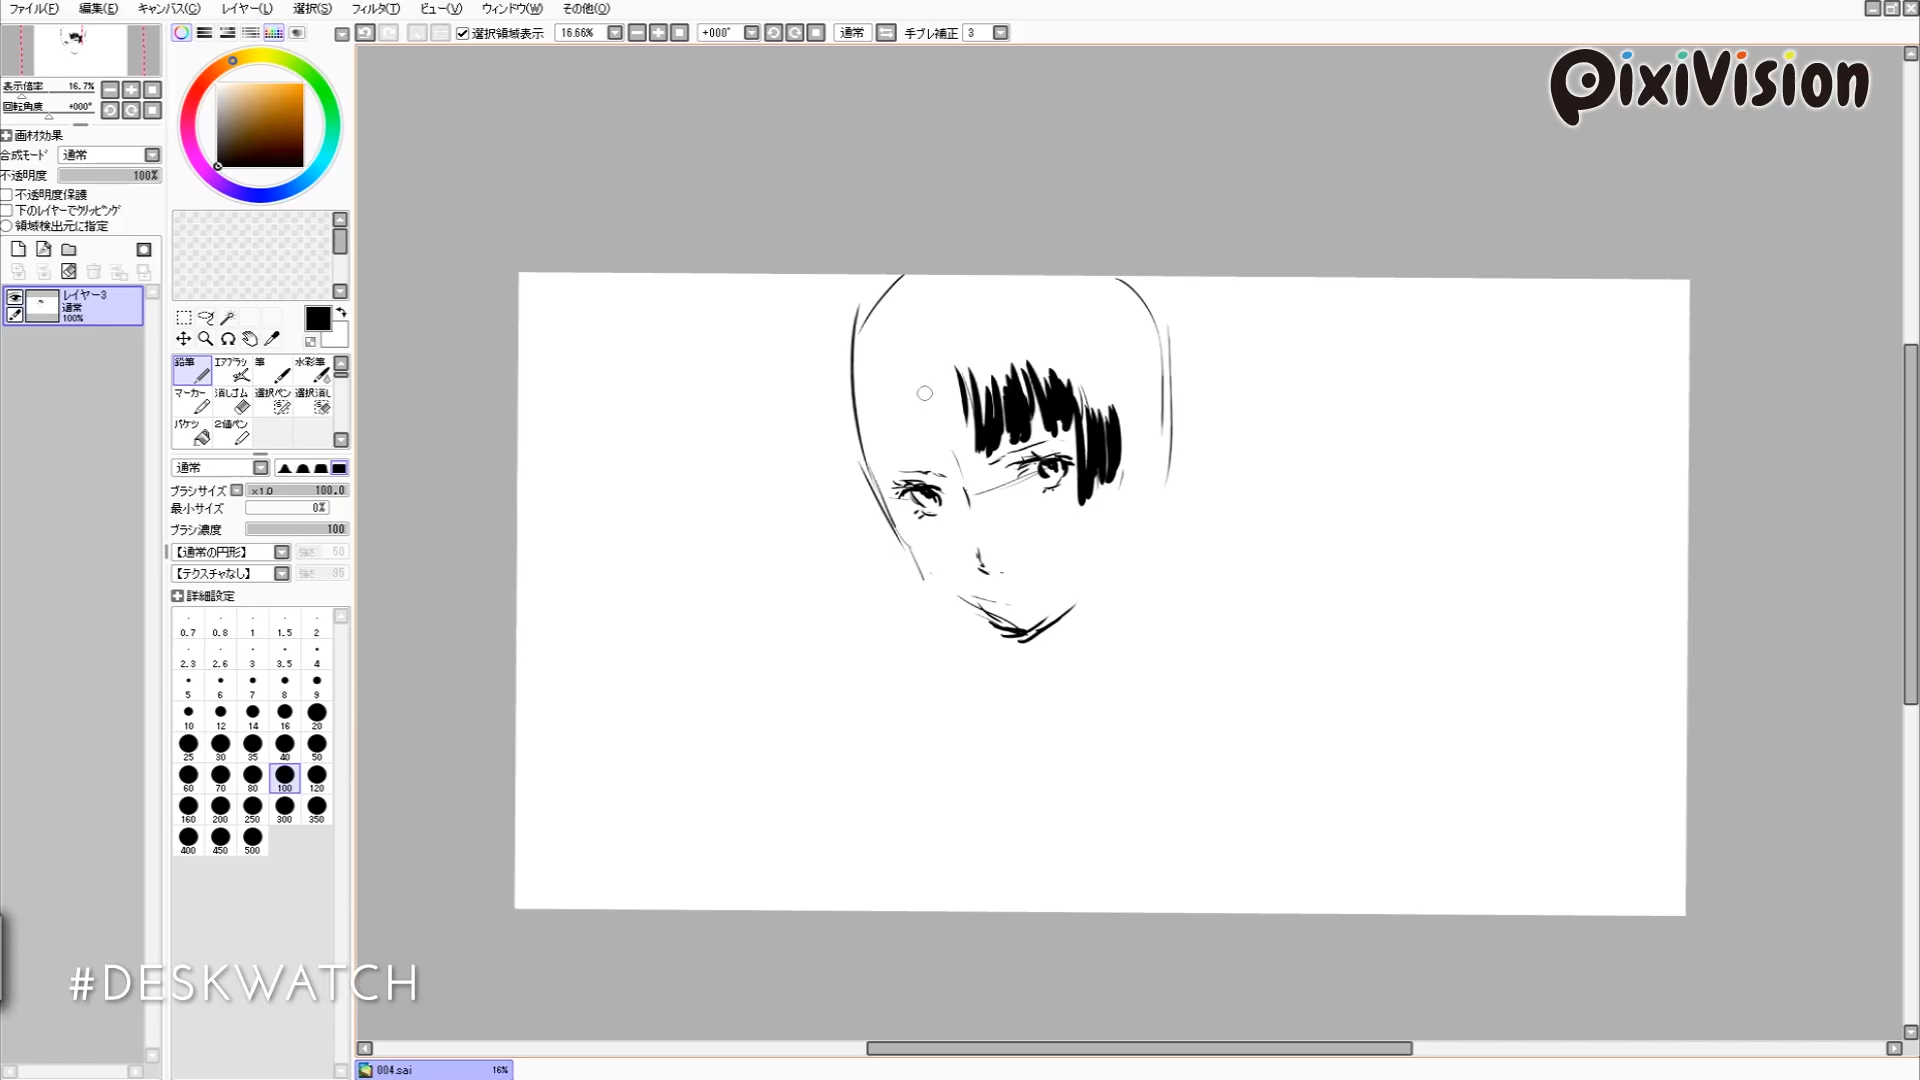 ファイル(F) 編集(E) キャンバス(C) レイヤー(L) 選択(S) フィルタ(T) ビュー(V) ウィンドウ(W) その他(O)
選択領域表示 16.66% +000° 通常 手ブレ補正 3
PixiVision
表示倍率 16.7%
回転角度 +000°
画材効果
合成モード 通常
不透明度 100%
不透明度保護
下のレイヤーでクリッピング
領域検出元に指定
レイヤー3
通常
100%
鉛筆 エアブラシ 筆 水彩筆
マーカー 消しゴム 選択ペン 選択消し
バケツ 2値ペン
通常
ブラシサイズ x1.0 100.0
最小サイズ 0%
ブラシ濃度 100
【通常の円形】 強さ 50
【テクスチャなし】 強さ 95
詳細設定
0.7 0.8 1 1.5 2
2.3 2.6 3 3.5 4
5 6 7 8 9
10 12 14 16 20
25 30 35 40 50
60 70 80 100 120
160 200 250 300 350
400 450 500
#DESKWATCH
004.sai 16%